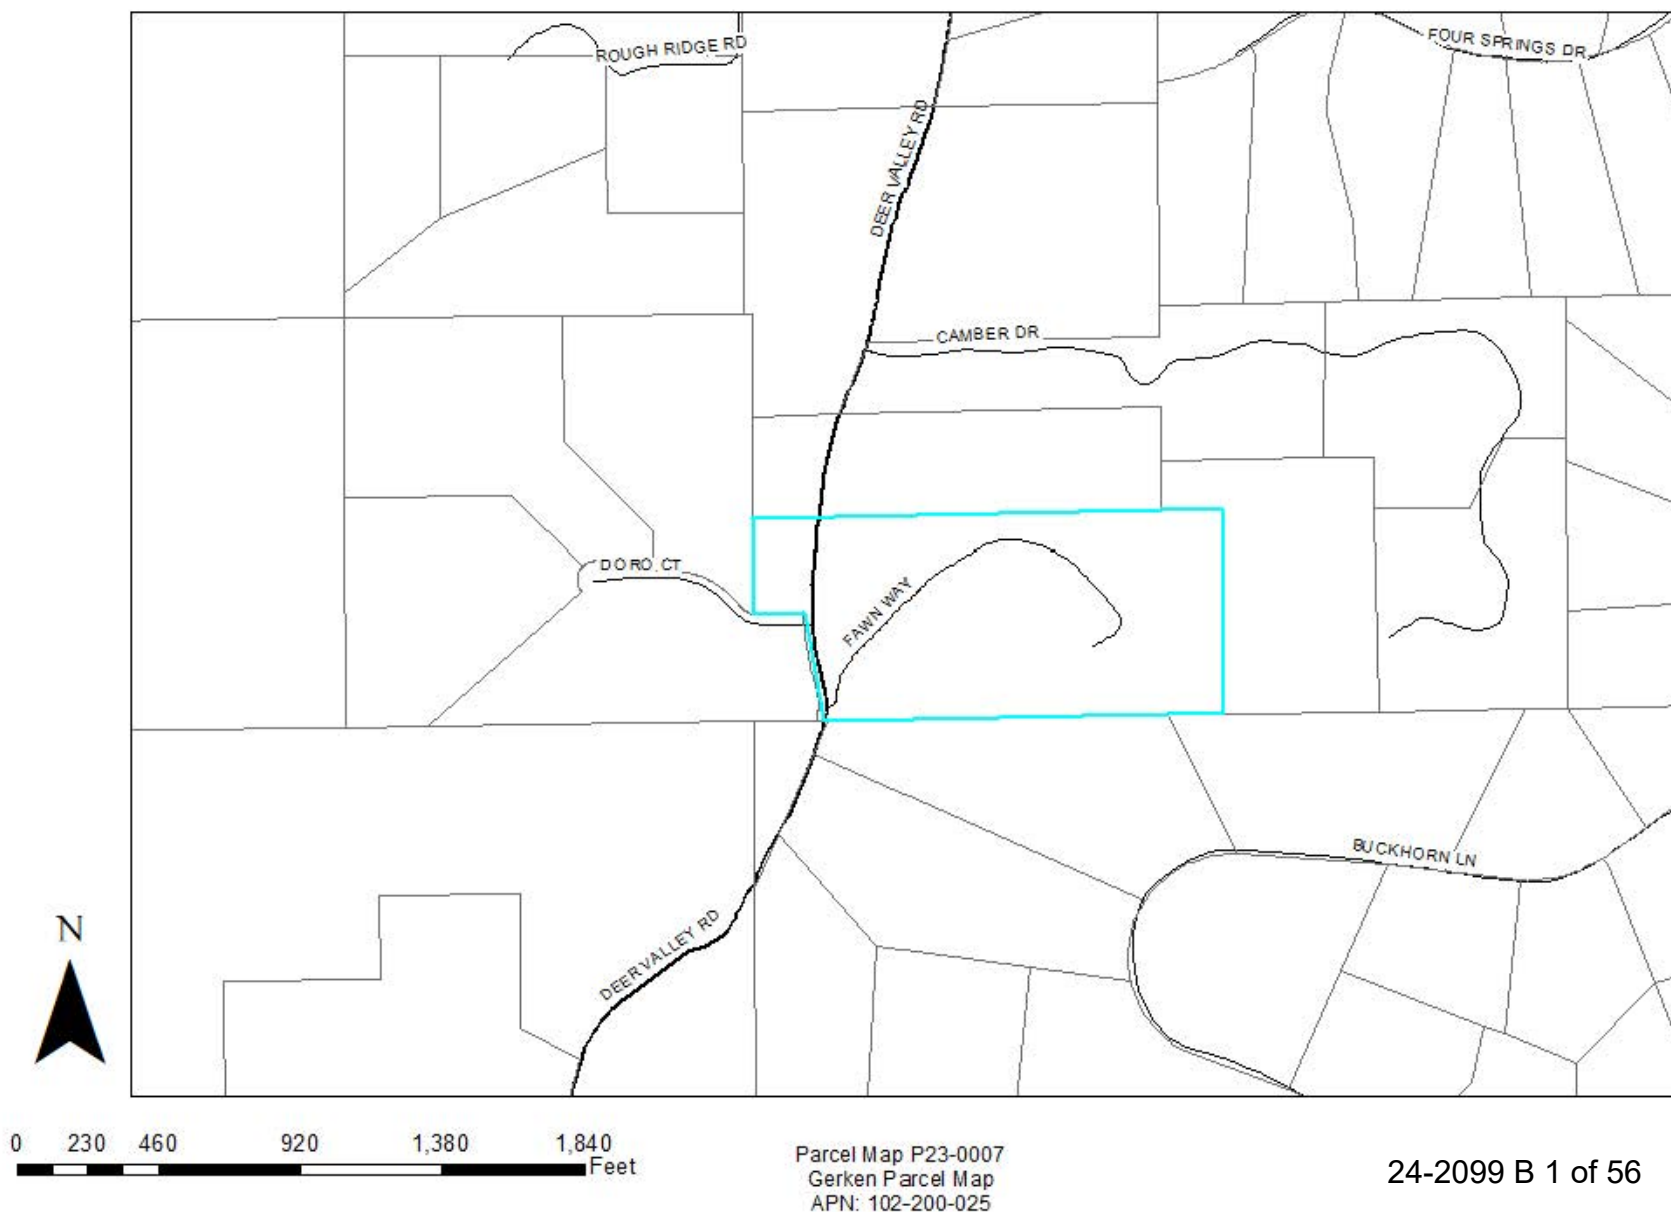 ROUGH RIDGE RD
FOUR SPRINGS DR
DEER VALLEY RD
CAMBER DR
DORO CT
FAWN WAY
BUCKHORN LN
DEER VALLEY RD
N
0 230 460 920 1,380 1,840
Feet
Parcel Map P23-0007
Gerken Parcel Map
APN: 102-200-025
24-2099 B 1 of 56